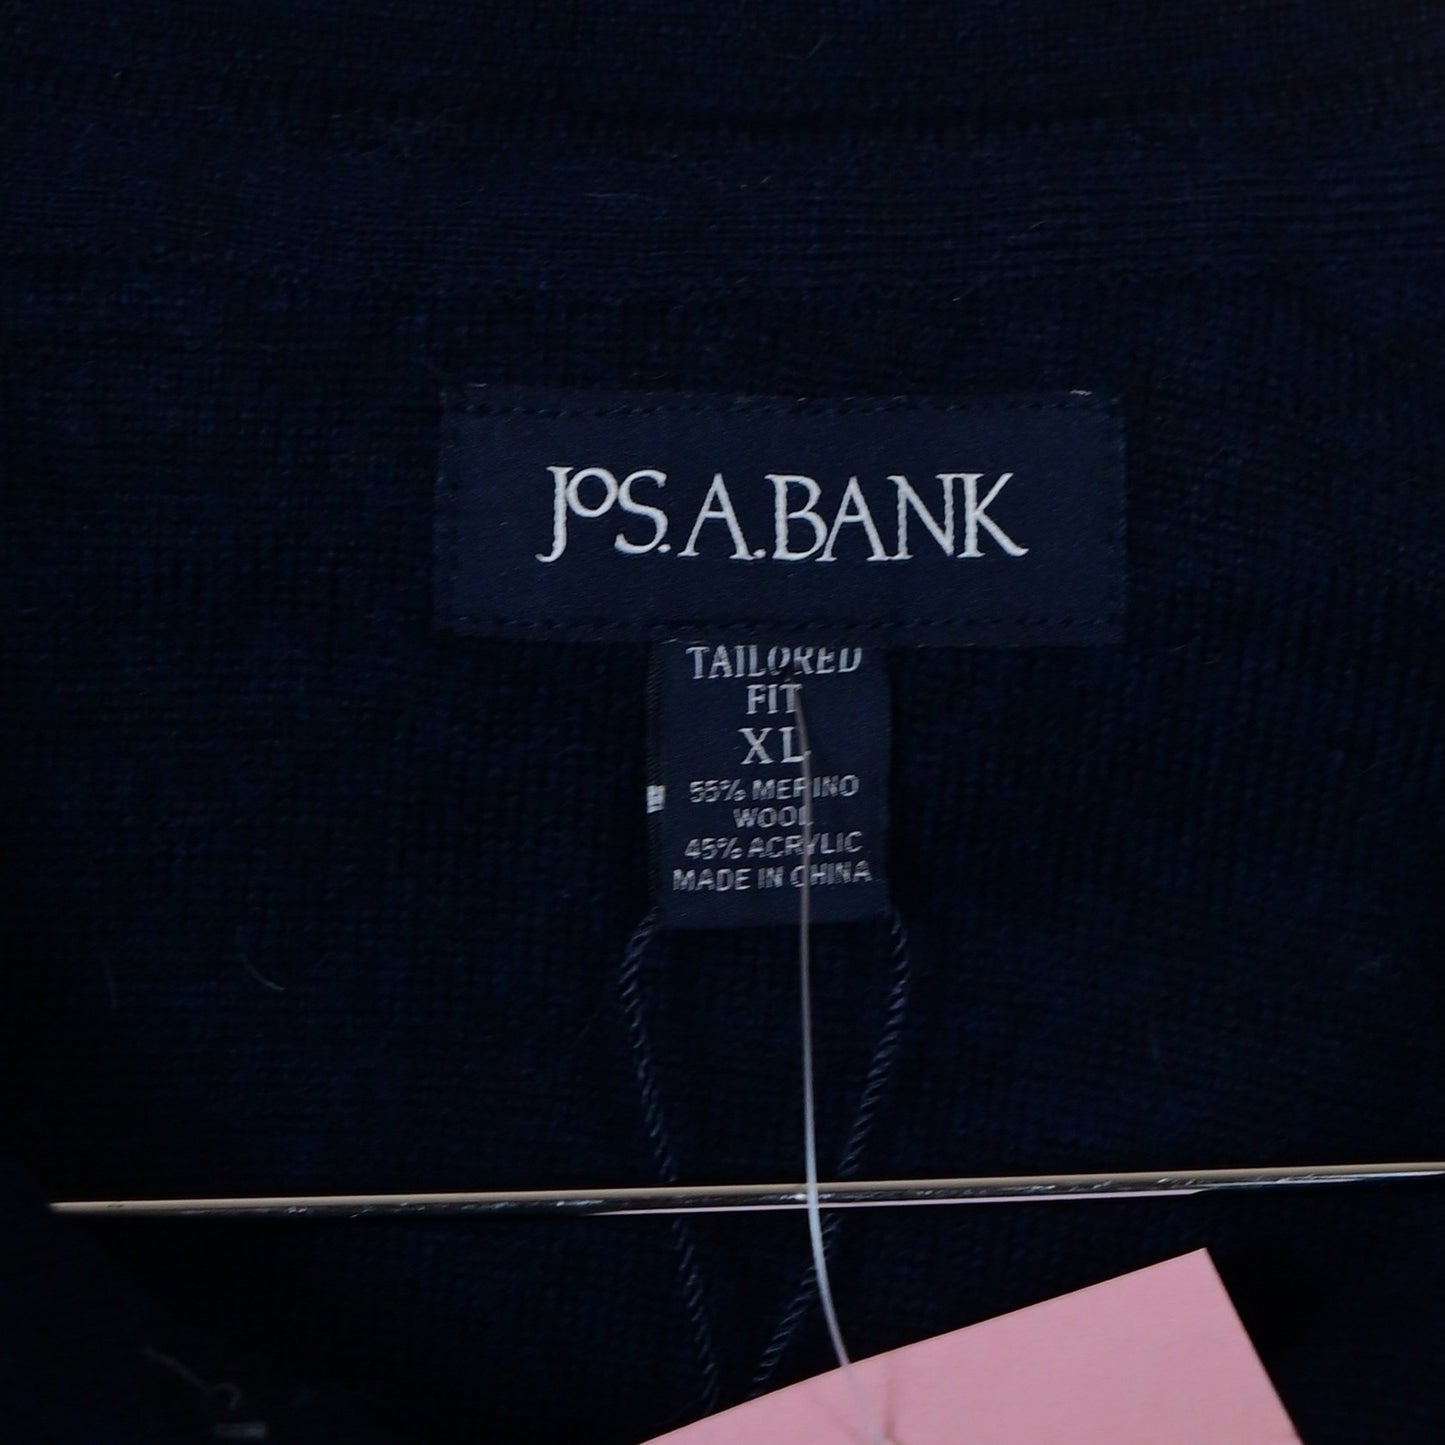 JOS. A. BANK
TAILORED
FIT
XL
55% MERINO
WOOL
45% ACRYLIC
MADE IN CHINA